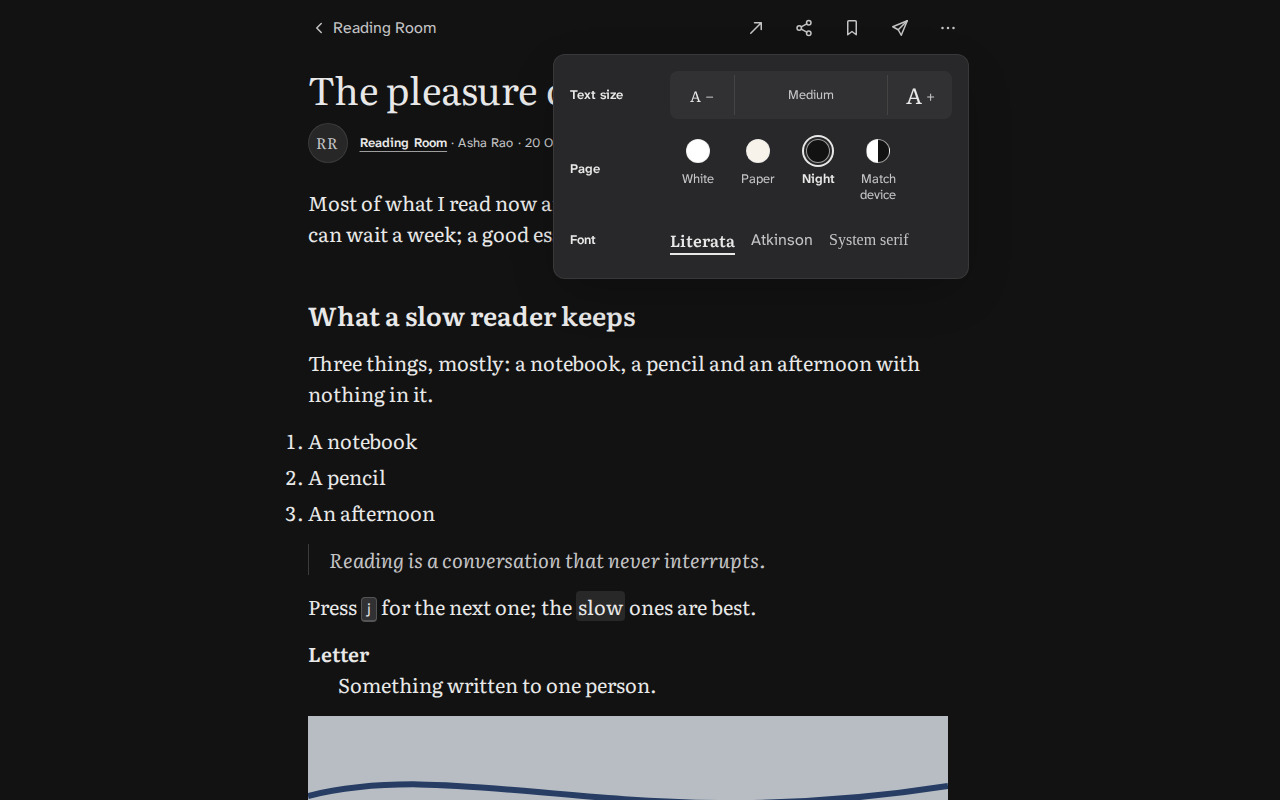 Reading Room
The pleasure
RR
Reading Room · Asha Rao · 20 O
Text size
A −
Medium
A +
Page
White
Paper
Night
Match
device
Font
Literata
Atkinson
System serif
Most of what I read now a
can wait a week; a good es
What a slow reader keeps
Three things, mostly: a notebook, a pencil and an afternoon with
nothing in it.
1. A notebook
2. A pencil
3. An afternoon
Reading is a conversation that never interrupts.
Press j for the next one; the slow ones are best.
Letter
Something written to one person.